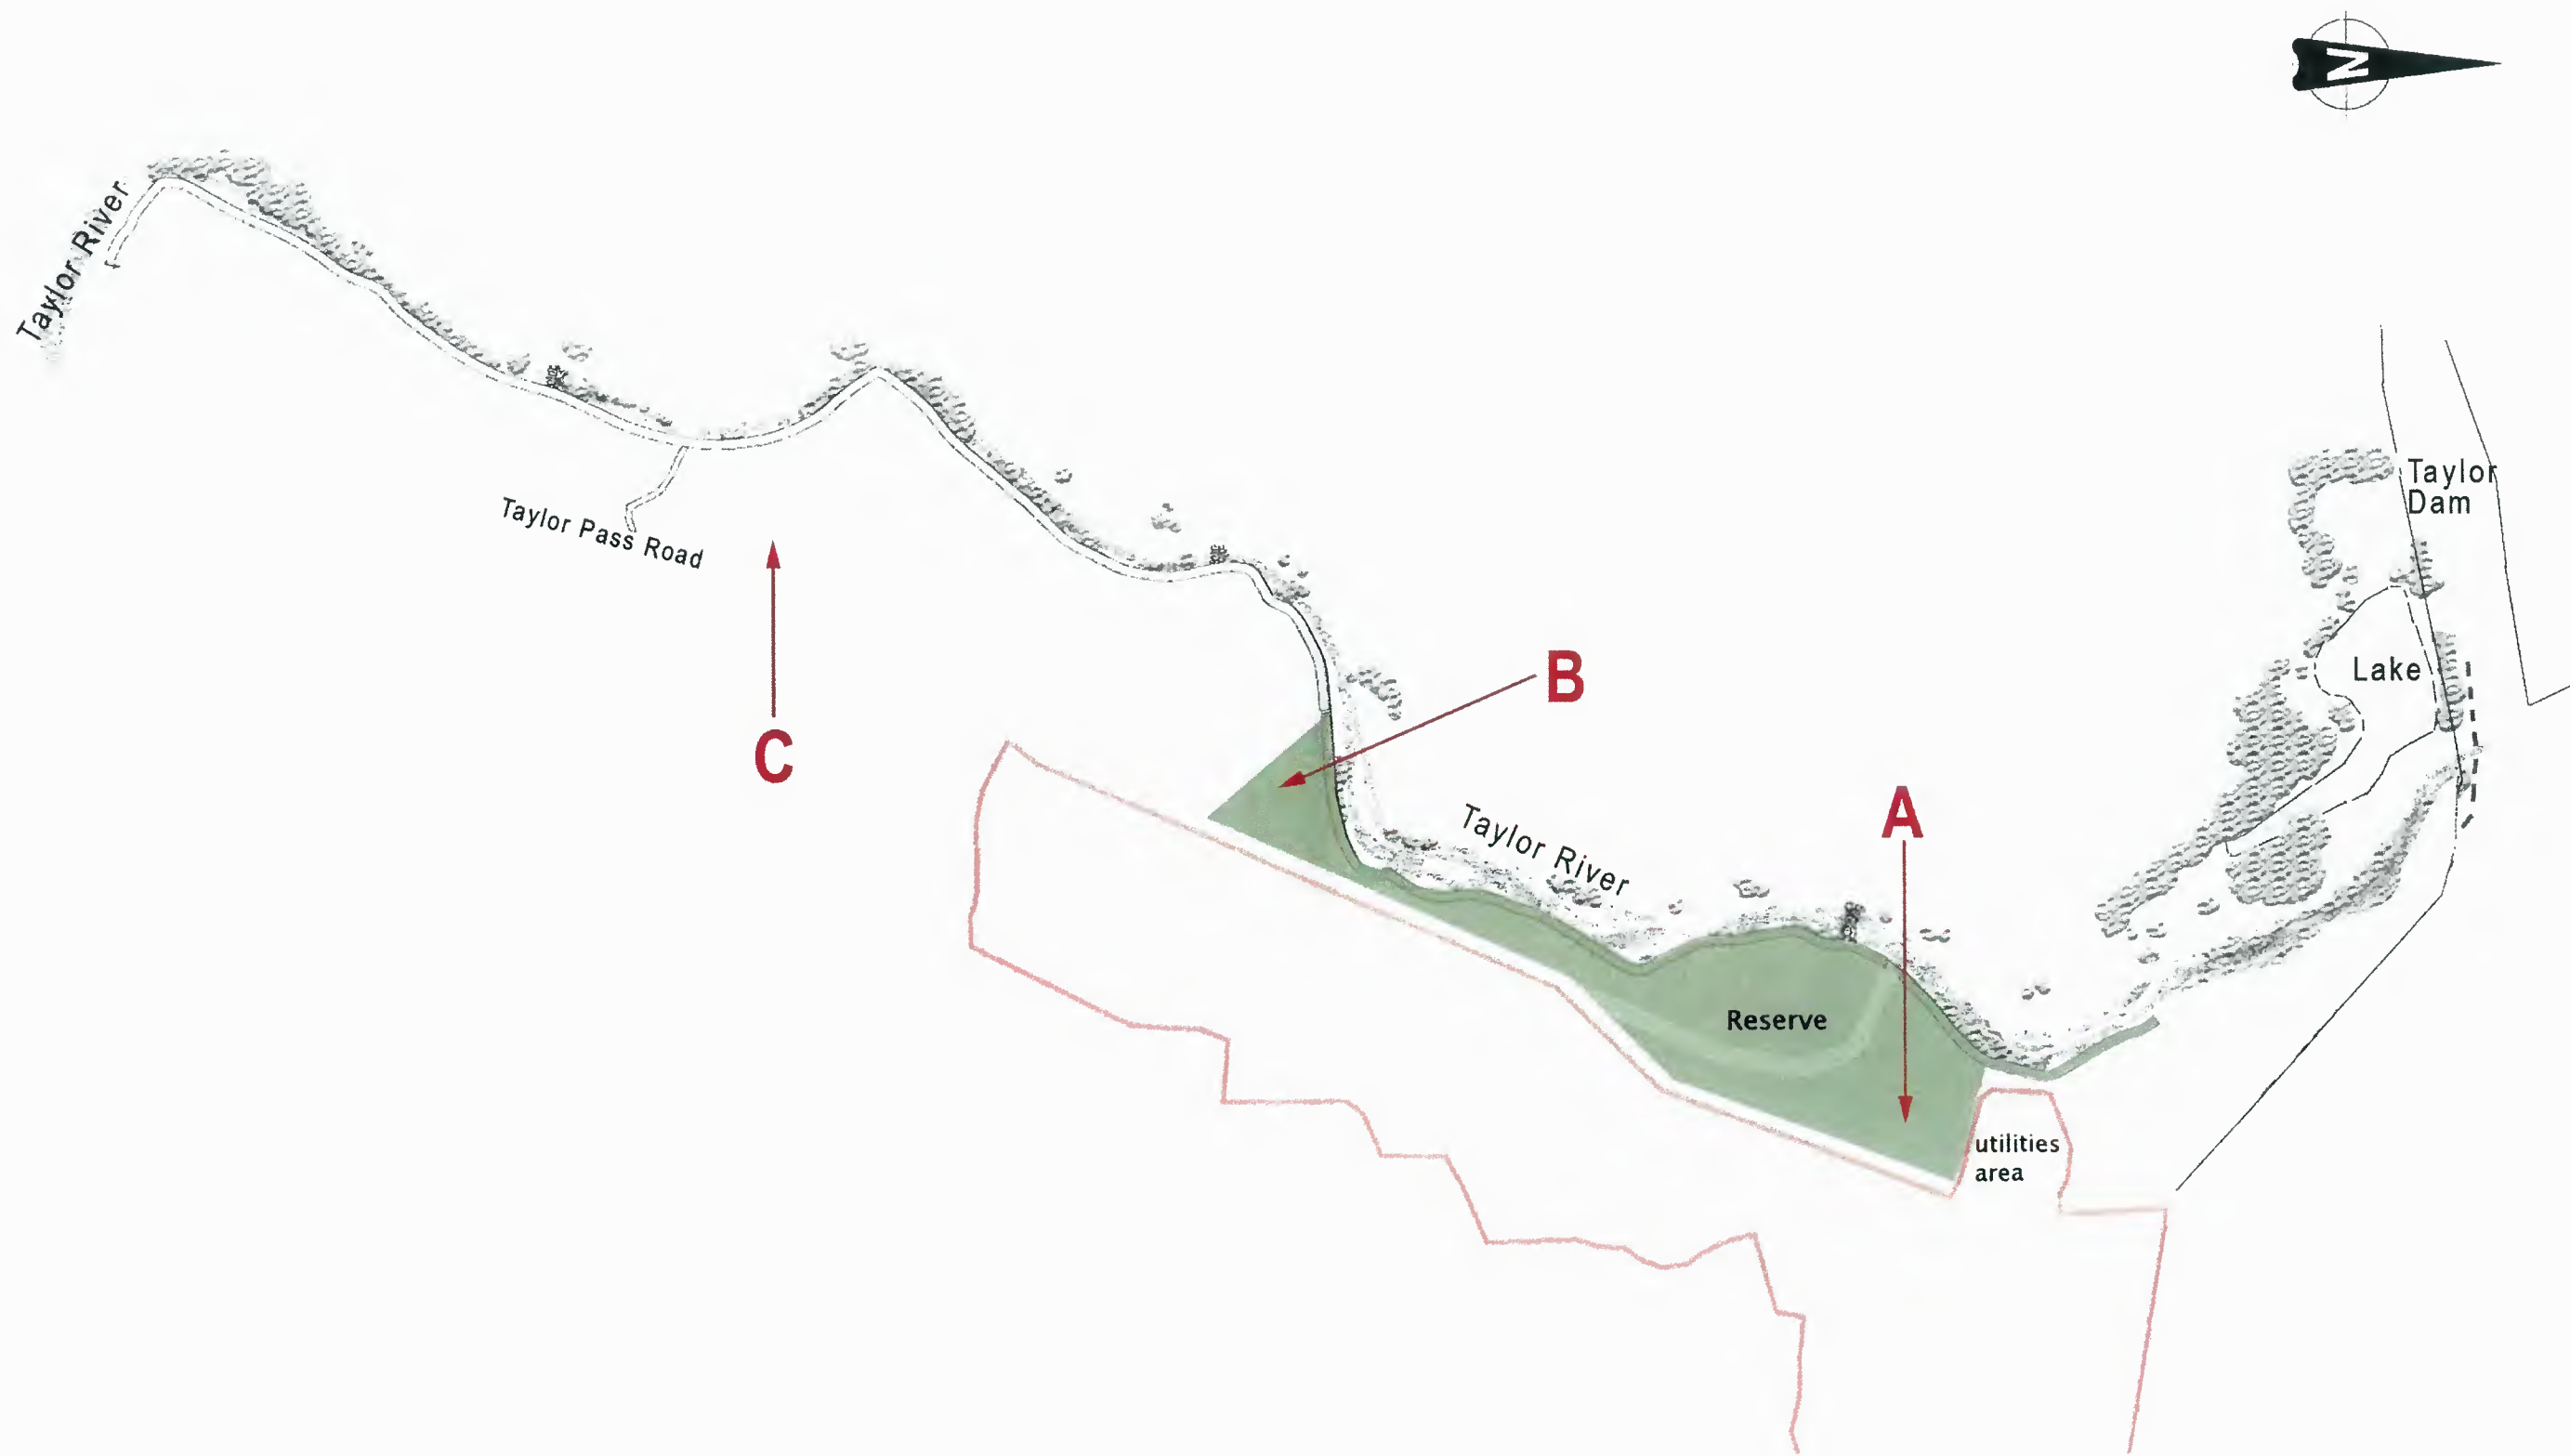 N
Taylor River
Taylor
Dam
Taylor Pass Road
Lake
B
C
A
Taylor River
Reserve
utilities
area